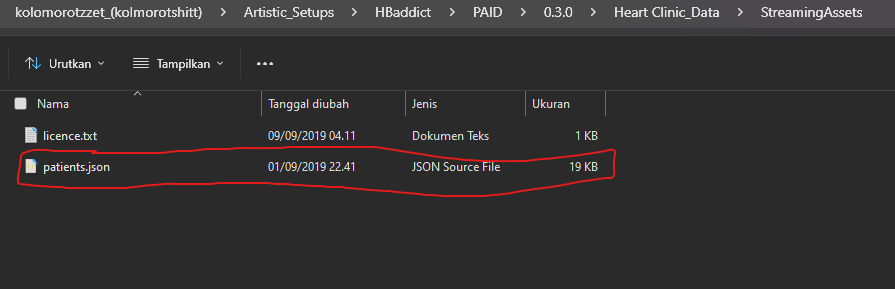 kolomorotzzet_(kolmorotshitt) > Artistic_Setups > HBaddict > PAID > 0.3.0 > Heart Clinic_Data > StreamingAssets
Urutkan Tampilkan ...
Nama Tanggal diubah Jenis Ukuran
licence.txt 09/09/2019 04.11 Dokumen Teks 1 KB
patients.json 01/09/2019 22.41 JSON Source File 19 KB